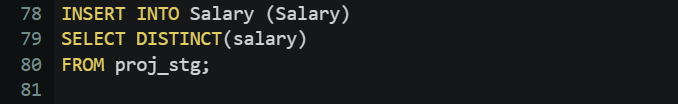 78 INSERT INTO Salary (Salary)
79 SELECT DISTINCT(salary)
80 FROM proj_stg;
81